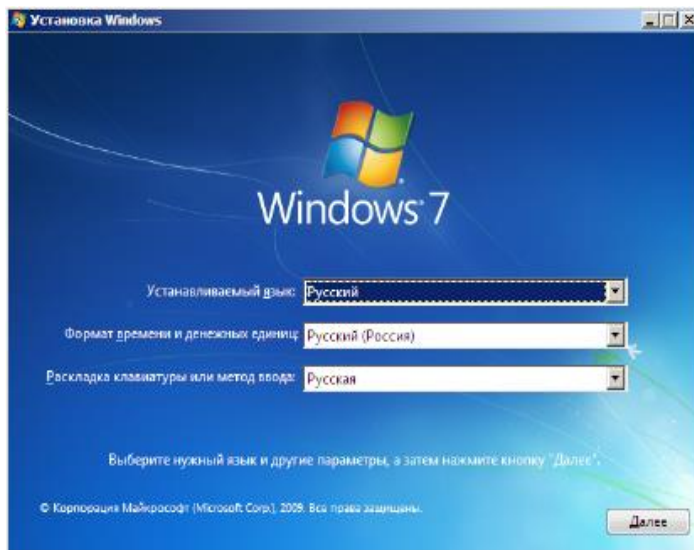 Установка Windows
Windows 7
Устанавливаемый язык: Русский
Формат времени и денежных единиц: Русский (Россия)
Раскладка клавиатуры или метод ввода: Русская
Выберите нужный язык и другие параметры, а затем нажмите кнопку "Далее".
© Корпорация Майкрософт (Microsoft Corp.), 2009. Все права защищены.
Далее